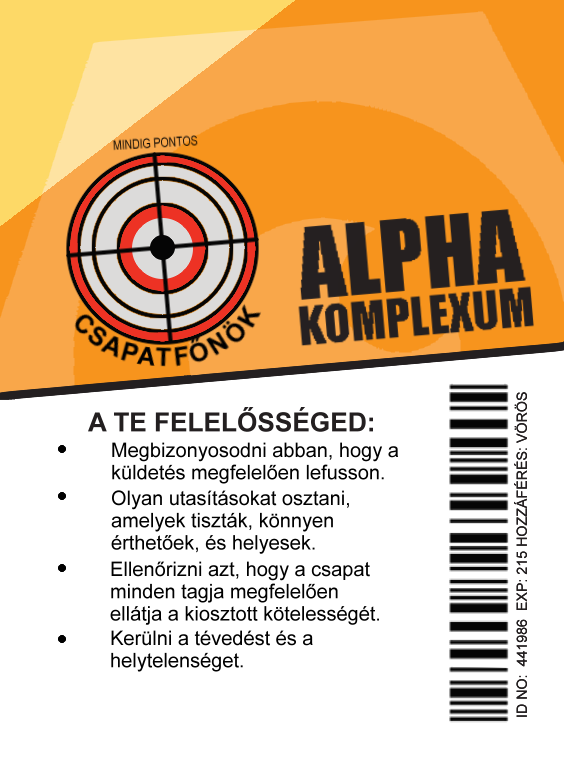 MINDIG PONTOS
CSAPATFŐNÖK
ALPHA
KOMPLEXUM
A TE FELELŐSSÉGED:
• Megbizonyosodni abban, hogy a
küldetés megfelelően lefusson.
• Olyan utasításokat osztani,
amelyek tiszták, könnyen
érthetőek, és helyesek.
• Ellenőrizni azt, hogy a csapat
minden tagja megfelelően
ellátja a kiosztott kötelességét.
• Kerülni a tévedést és a
helytelenséget.
ID NO: 441986 EXP: 215 HOZZÁFÉRÉS: VÖRÖS